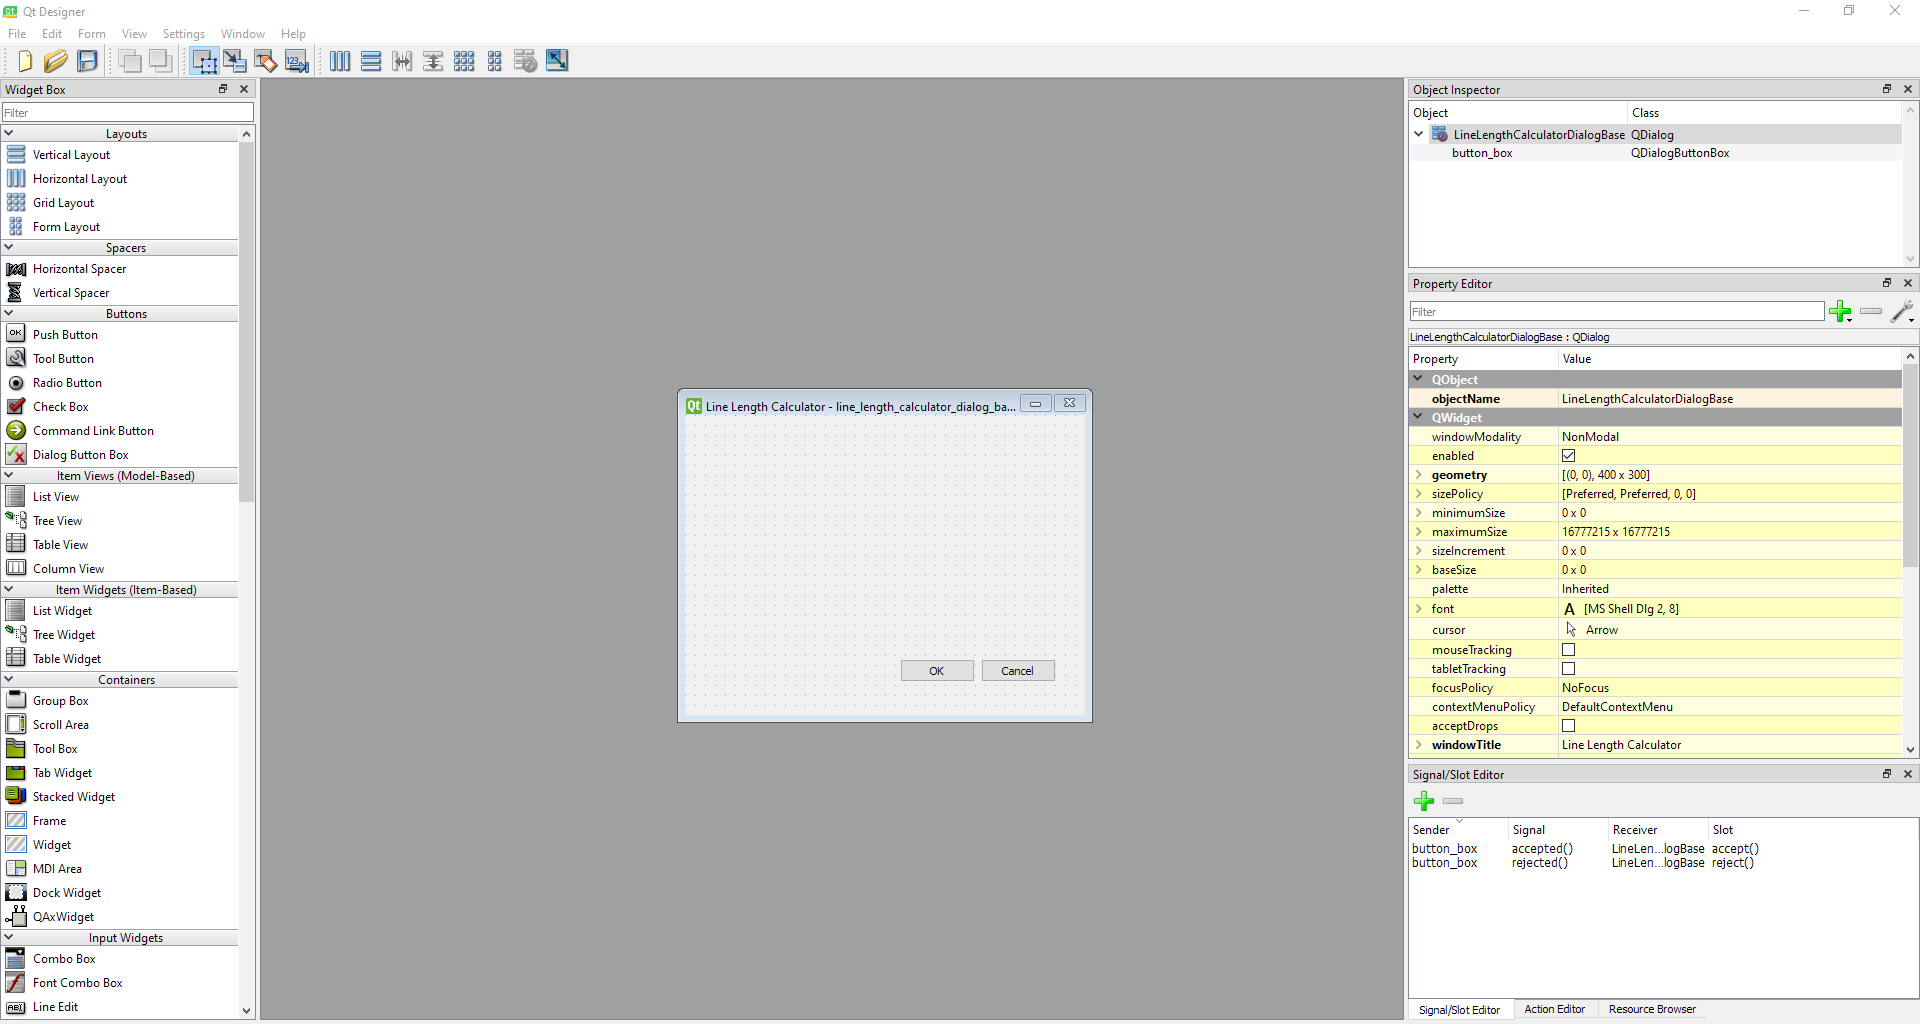 Qt Designer
File Edit Form View Settings Window Help
Widget Box
Filter
Layouts
Vertical Layout
Horizontal Layout
Grid Layout
Form Layout
Spacers
Horizontal Spacer
Vertical Spacer
Buttons
Push Button
Tool Button
Radio Button
Check Box
Command Link Button
Dialog Button Box
Item Views (Model-Based)
List View
Tree View
Table View
Column View
Item Widgets (Item-Based)
List Widget
Tree Widget
Table Widget
Containers
Group Box
Scroll Area
Tool Box
Tab Widget
Stacked Widget
Frame
Widget
MDI Area
Dock Widget
QAxWidget
Input Widgets
Combo Box
Font Combo Box
Line Edit
Line Length Calculator - line_length_calculator_dialog_ba...
OK Cancel
Object Inspector
Object Class
LineLengthCalculatorDialogBase QDialog
button_box QDialogButtonBox
Property Editor
Filter
LineLengthCalculatorDialogBase : QDialog
Property Value
QObject
objectName LineLengthCalculatorDialogBase
QWidget
windowModality NonModal
enabled
geometry [(0, 0), 400 x 300]
sizePolicy [Preferred, Preferred, 0, 0]
minimumSize 0 x 0
maximumSize 16777215 x 16777215
sizeIncrement 0 x 0
baseSize 0 x 0
palette Inherited
font A [MS Shell Dlg 2, 8]
cursor Arrow
mouseTracking
tabletTracking
focusPolicy NoFocus
contextMenuPolicy DefaultContextMenu
acceptDrops
windowTitle Line Length Calculator
Signal/Slot Editor
Sender Signal Receiver Slot
button_box accepted() LineLen...logBase accept()
button_box rejected() LineLen...logBase reject()
Signal/Slot Editor Action Editor Resource Browser